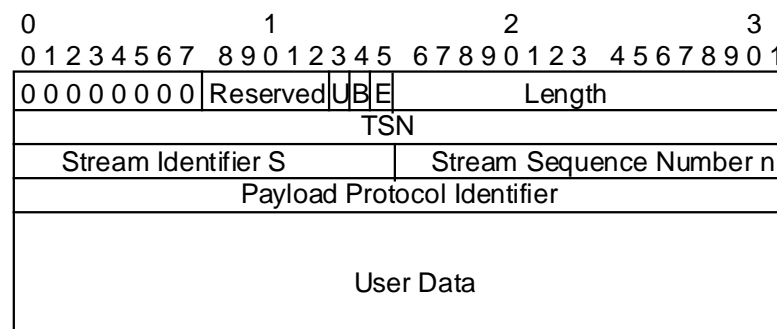 0 1 2 3
0 1 2 3 4 5 6 7 8 9 0 1 2 3 4 5 6 7 8 9 0 1 2 3 4 5 6 7 8 9 0 1
0 0 0 0 0 0 0 0 Reserved U B E Length
TSN
Stream Identifier S Stream Sequence Number n
Payload Protocol Identifier
User Data